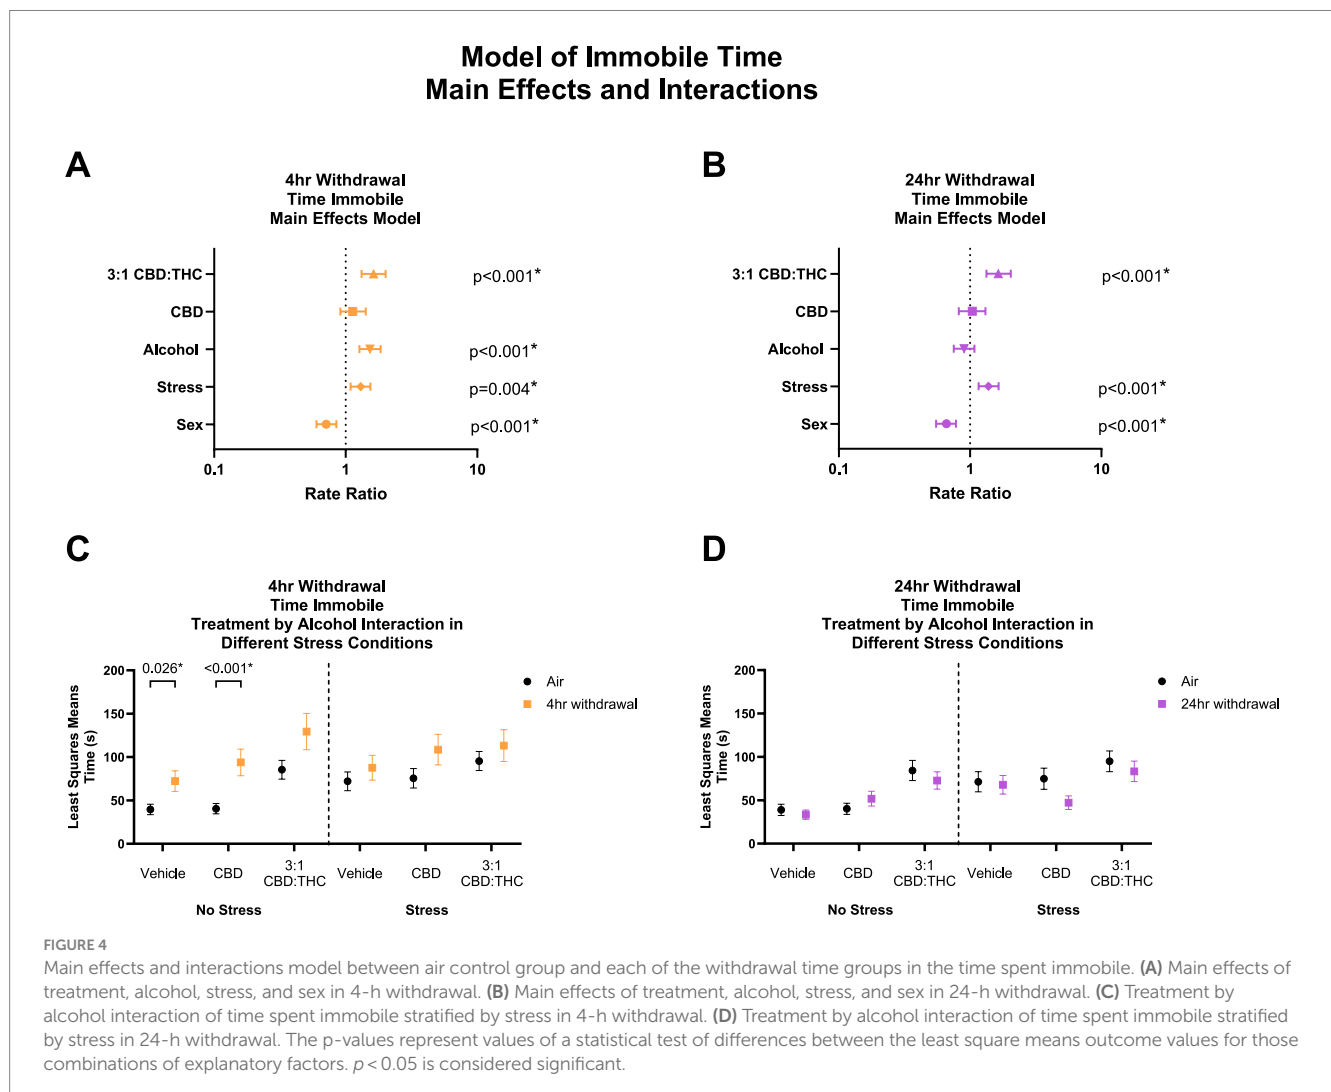 Model of Immobile Time
Main Effects and Interactions
A
4hr Withdrawal
Time Immobile
Main Effects Model
3:1 CBD:THC
p<0.001*
CBD
Alcohol
p<0.001*
Stress
p=0.004*
Sex
p<0.001*
0.1
1
10
Rate Ratio
B
24hr Withdrawal
Time Immobile
Main Effects Model
3:1 CBD:THC
p<0.001*
CBD
Alcohol
Stress
p<0.001*
Sex
p<0.001*
0.1
1
10
Rate Ratio
C
4hr Withdrawal
Time Immobile
Treatment by Alcohol Interaction in
Different Stress Conditions
Least Squares Means
Time (s)
200
150
100
50
0
0.026*
<0.001*
Air
4hr withdrawal
Vehicle
CBD
3:1
CBD:THC
Vehicle
CBD
3:1
CBD:THC
No Stress
Stress
D
24hr Withdrawal
Time Immobile
Treatment by Alcohol Interaction in
Different Stress Conditions
Least Squares Means
Time (s)
200
150
100
50
0
Air
24hr withdrawal
Vehicle
CBD
3:1
CBD:THC
Vehicle
CBD
3:1
CBD:THC
No Stress
Stress
FIGURE 4
Main effects and interactions model between air control group and each of the withdrawal time groups in the time spent immobile. (A) Main effects of
treatment, alcohol, stress, and sex in 4-h withdrawal. (B) Main effects of treatment, alcohol, stress, and sex in 24-h withdrawal. (C) Treatment by
alcohol interaction of time spent immobile stratified by stress in 4-h withdrawal. (D) Treatment by alcohol interaction of time spent immobile stratified
by stress in 24-h withdrawal. The p-values represent values of a statistical test of differences between the least square means outcome values for those
combinations of explanatory factors. p < 0.05 is considered significant.